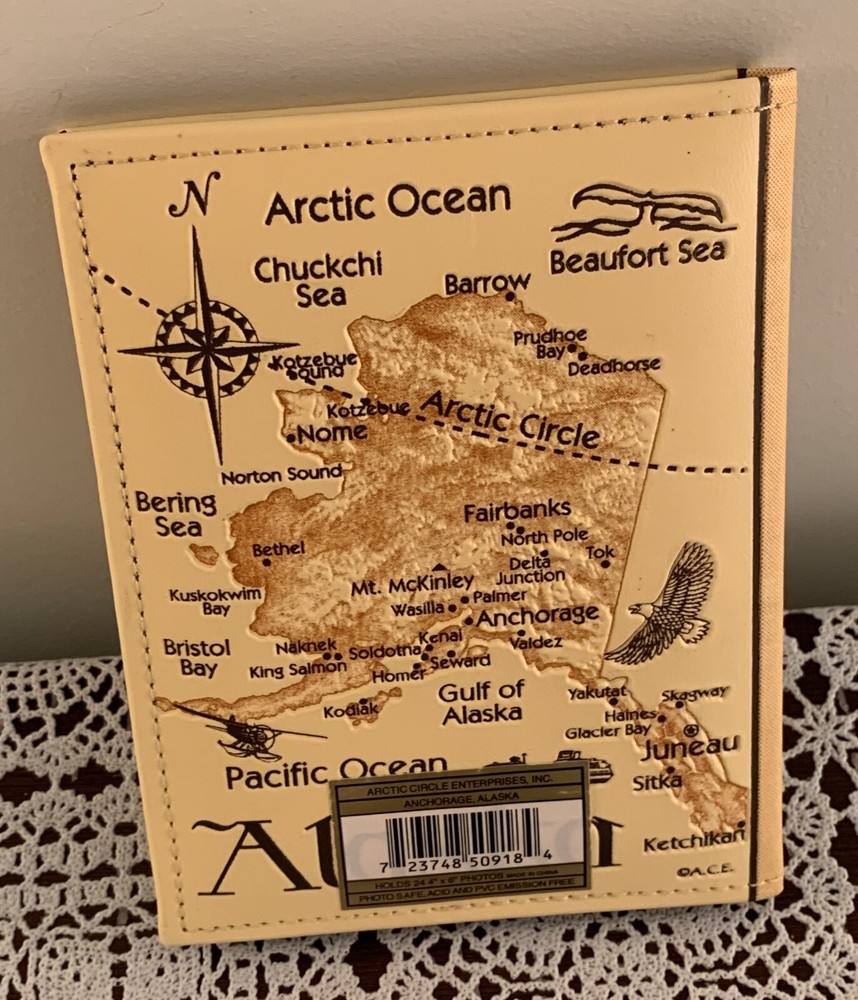 N
Arctic Ocean
Beaufort Sea
Chuckchi
Sea
Barrow
Prudhoe
Bay
Deadhorse
Kotzebue
Sound
Kotzebue
Arctic Circle
Nome
Norton Sound
Bering
Sea
Fairbanks
North Pole
Bethel
Tok
Delta
Junction
Mt. McKinley
Kuskokwim
Bay
Palmer
Wasilla
Anchorage
Bristol
Bay
Naknek
Kenai
Valdez
Soldotna
King Salmon
Seward
Homer
Gulf of
Alaska
Yakutat
Skagway
Kodiak
Haines
Glacier Bay
Juneau
Pacific Ocean
Sitka
Ketchikan
©A.C.E.
ARCTIC CIRCLE ENTERPRISES, INC.
ANCHORAGE, ALASKA
7 23748 50918 4
HOLDS 24 4" x 6" PHOTOS MADE IN CHINA
PHOTO SAFE, ACID AND PVC EMISSION FREE